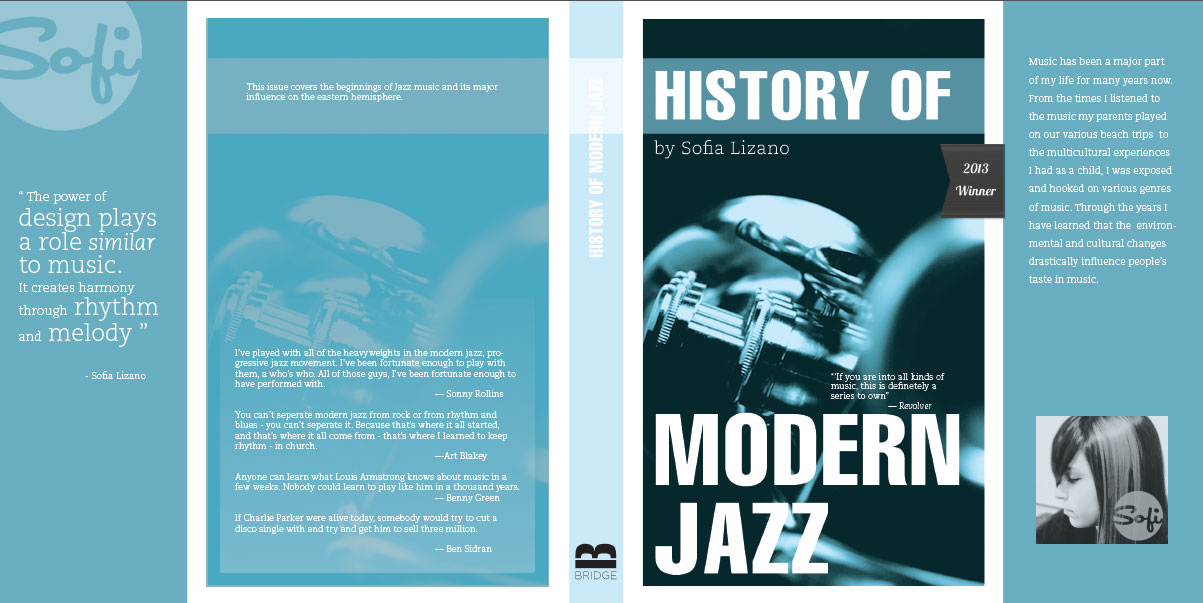 Sofi
“ The power of
design plays
a role similar
to music.
It creates harmony
through rhythm
and melody ”
- Sofia Lizano
This issue covers the beginnings of Jazz music and its major
influence on the eastern hemisphere.
I've played with all of the heavyweights in the modern jazz, pro-
gressive jazz movement. I've been fortunate enough to play with
them, a who's who. All of those guys, I've been fortunate enough to
have performed with.
— Sonny Rollins
You can't seperate modern jazz from rock or from rhythm and
blues - you can't seperate it. Because that's where it all started,
and that's where it all come from - that's where I learned to keep
rhythm - in church.
—Art Blakey
Anyone can learn what Louis Armstrong knows about music in a
few weeks. Nobody could learn to play like him in a thousand years.
— Benny Green
If Charlie Parker were alive today, somebody would try to cut a
disco single with and try and get him to sell three million.
— Ben Sidran
HISTORY OF MODERN JAZZ
B
BRIDGE
HISTORY OF
by Sofia Lizano
2013
Winner
"'If you are into all kinds of
music, this is definetely a
series to own"
— Revolver
MODERN
JAZZ
Music has been a major part
of my life for many years now.
From the times I listened to
the music my parents played
on our various beach trips to
the multicultural experiences
I had as a child, I was exposed
and hooked on various genres
of music. Through the years I
have learned that the environ-
mental and cultural changes
drastically influence people's
taste in music.
Sofi